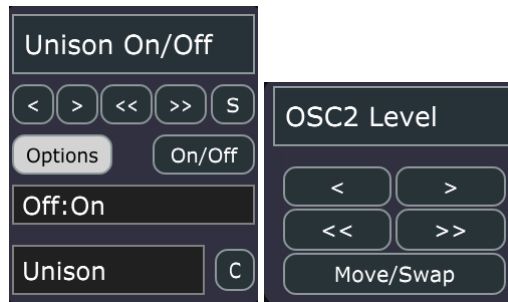 Unison On/Off
< > << >> S
Options On/Off
Off:On
Unison C
OSC2 Level
< >
<< >>
Move/Swap